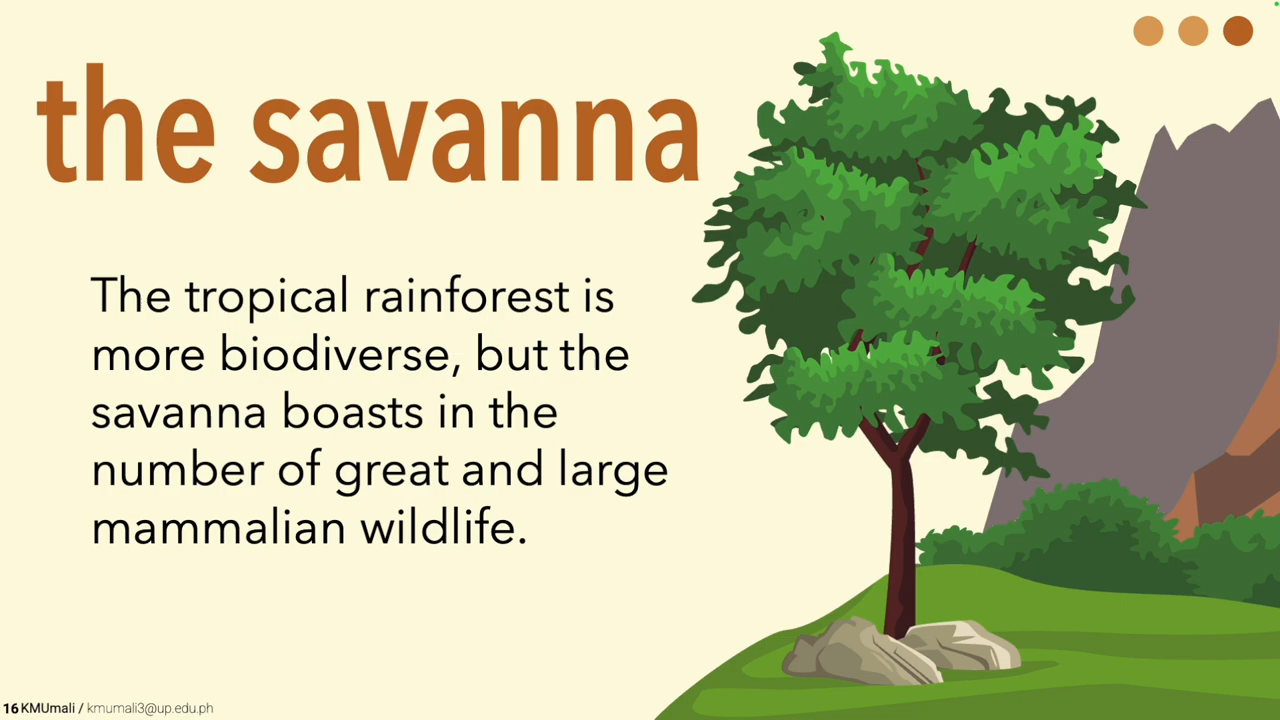 the savanna
The tropical rainforest is
more biodiverse, but the
savanna boasts in the
number of great and large
mammalian wildlife.
16 KMUmali / kmumali3@up.edu.ph